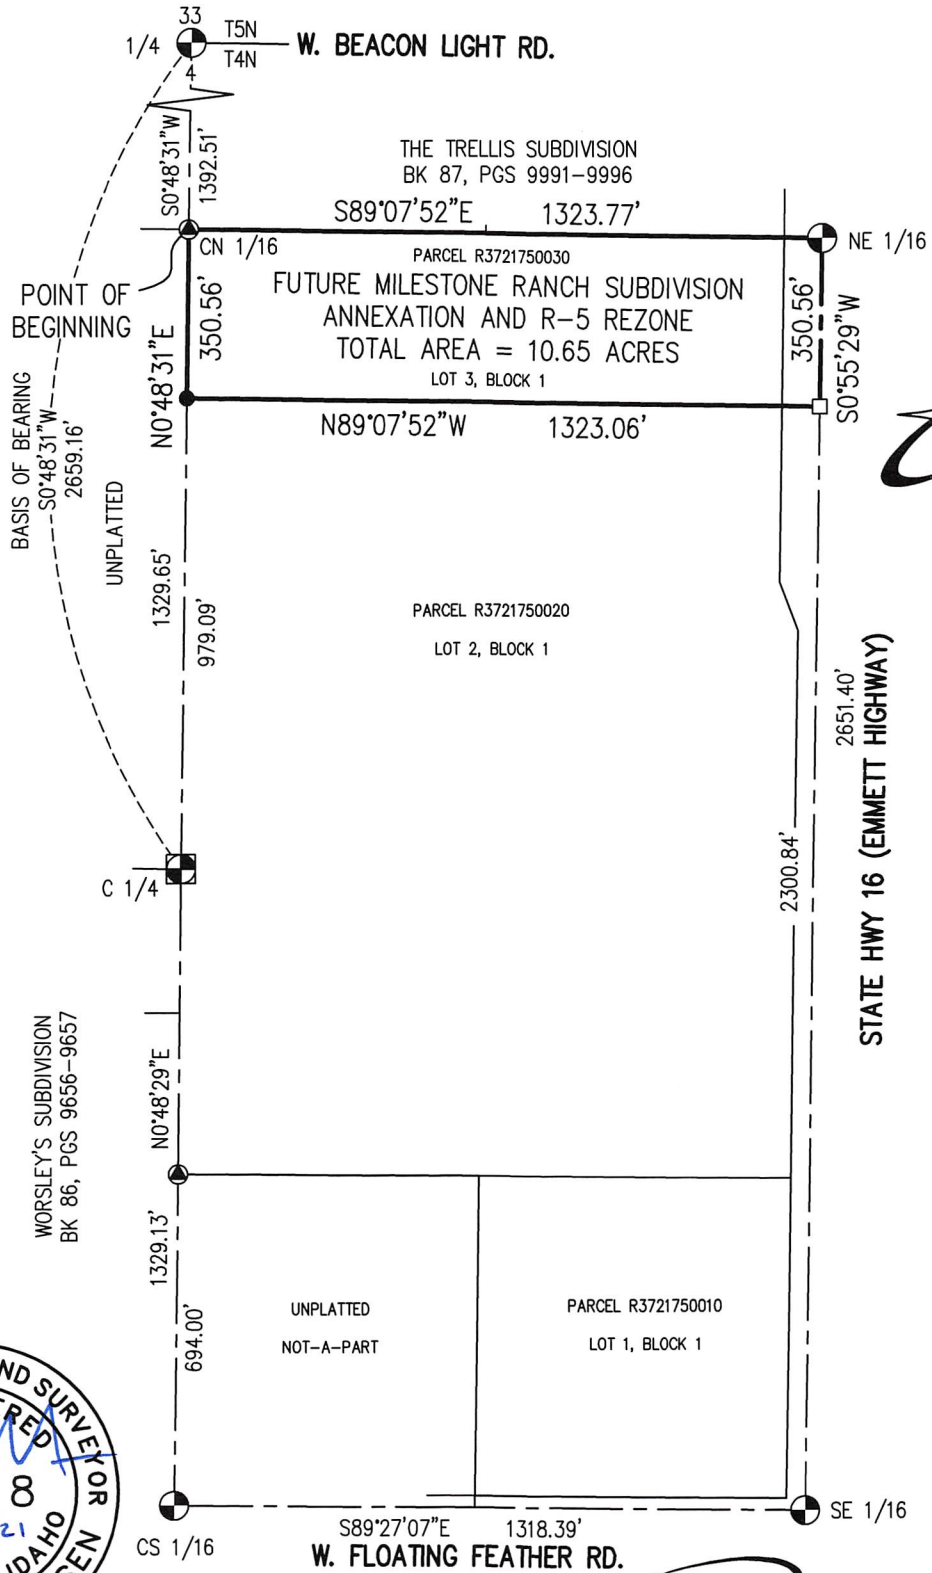 33
1/4 T5N
T4N
4
W. BEACON LIGHT RD.
S0°48'31"W
1392.51'
THE TRELLIS SUBDIVISION
BK 87, PGS 9991-9996
S89°07'52"E 1323.77'
CN 1/16
NE 1/16
POINT OF
BEGINNING
PARCEL R3721750030
FUTURE MILESTONE RANCH SUBDIVISION
ANNEXATION AND R-5 REZONE
TOTAL AREA = 10.65 ACRES
LOT 3, BLOCK 1
N0°48'31"E
350.56'
350.56'
S0°55'29"W
N89°07'52"W 1323.06'
BASIS OF BEARING
S0°48'31"W
2659.16'
UNPLATTED
1329.65'
979.09'
PARCEL R3721750020
LOT 2, BLOCK 1
2651.40'
STATE HWY 16 (EMMETT HIGHWAY)
2300.84'
C 1/4
WORSLEY'S SUBDIVISION
BK 86, PGS 9656-9657
N0°48'29"E
1329.13'
694.00'
UNPLATTED
NOT-A-PART
PARCEL R3721750010
LOT 1, BLOCK 1
CS 1/16
SE 1/16
S89°27'07"E 1318.39'
W. FLOATING FEATHER RD.
ND SURVEYOR
RED
8
21
IDAHO
SEN